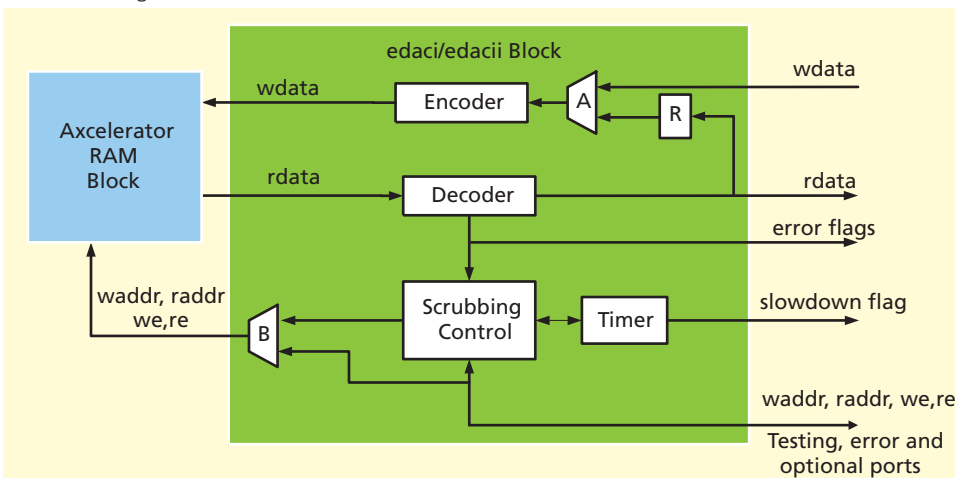 edaci/edacii Block
wdata
wdata
Encoder
A
R
Axcelerator
RAM
Block
rdata
Decoder
rdata
error flags
waddr, raddr
we,re
B
Scrubbing
Control
Timer
slowdown flag
waddr, raddr, we,re
Testing, error and
optional ports